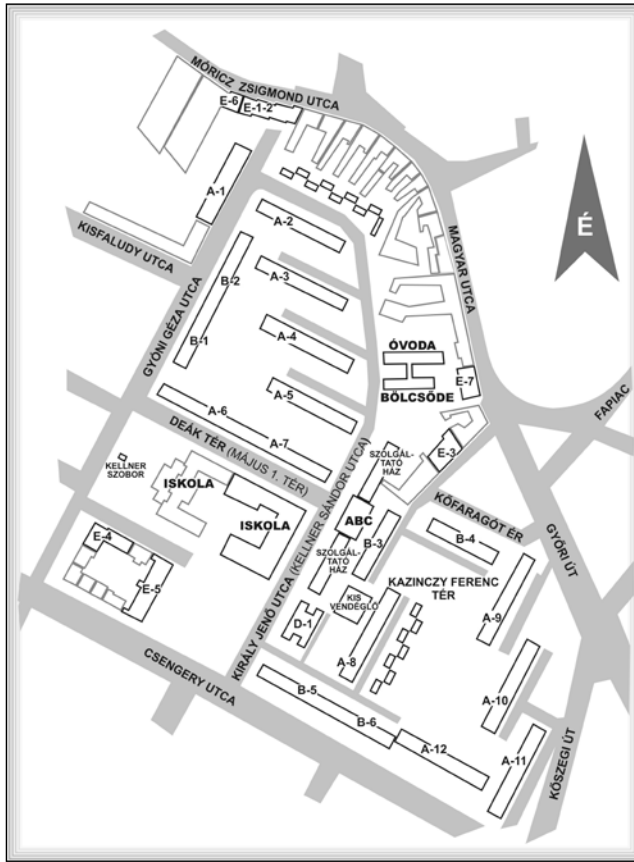 MÓRICZ ZSIGMOND UTCA
E-6
E-1-2
A-1
A-2
KISFALUDY UTCA
GYÓNI GÉZA UTCA
B-2
A-3
MAGYAR UTCA
É
B-1
A-4
ÓVODA
BÖLCSŐDE
E-7
FAPIAC
A-5
A-6
A-7
DEÁK TÉR (MÁJUS 1. TÉR)
KELLNER
SZOBOR
ISKOLA
ISKOLA
SZOLGÁL-
TATÓ
HÁZ
E-3
ABC
KŐFARAGÓT ÉR
GYŐRI ÚT
E-4
E-5
KIRÁLY JENŐ UTCA (KELLNER SÁNDOR UTCA)
SZOLGÁL-
TATÓ
HÁZ
B-3
B-4
KAZINCZY FERENC
TÉR
KIS
VENDÉGLŐ
D-1
A-8
A-9
CSENGERY UTCA
B-5
B-6
A-10
A-12
A-11
KŐSZEGI ÚT